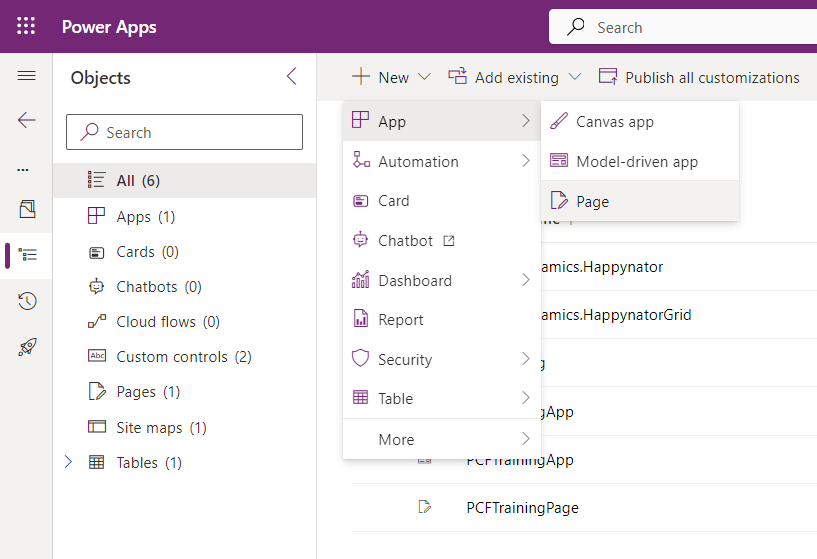 Power Apps
Search
Objects
New
Add existing
Publish all customizations
Search
All (6)
Apps (1)
Cards (0)
Chatbots (0)
Cloud flows (0)
Abc
Custom controls (2)
Pages (1)
Site maps (1)
Tables (1)
App
Automation
Card
Chatbot
Dashboard
Report
Security
Table
More
Canvas app
Model-driven app
Page
amics.Happynator
amics.HappynatorGrid
g
gApp
PCFTrainingApp
PCFTrainingPage